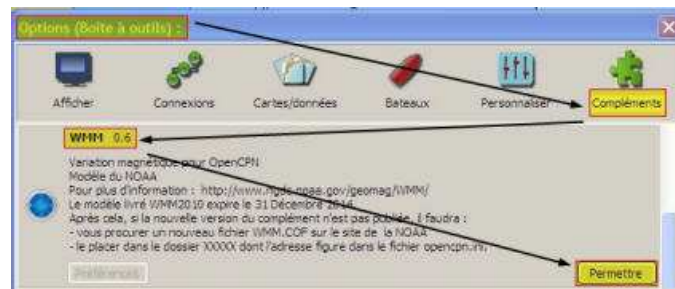 Options (Boîte à outils) :
Afficher Connexions Cartes/données Bateaux Personnaliser Compléments
WMM 0.6
Variation magnétique pour OpenCPN
Modèle du NOAA
Pour plus d'information : http://www.ngdc.noaa.gov/geomag/WMM/
Le modèle livré WMM2010 expire le 31 Décembre 2014.
Après cela, si la nouvelle version du complément n'est pas publiée, il faudra :
- vous procurer un nouveau fichier WMM.COF sur le site de la NOAA
- le placer dans le dossier XXXXX dont l'adresse figure dans le fichier opencpn.ini.
Préférences Permettre